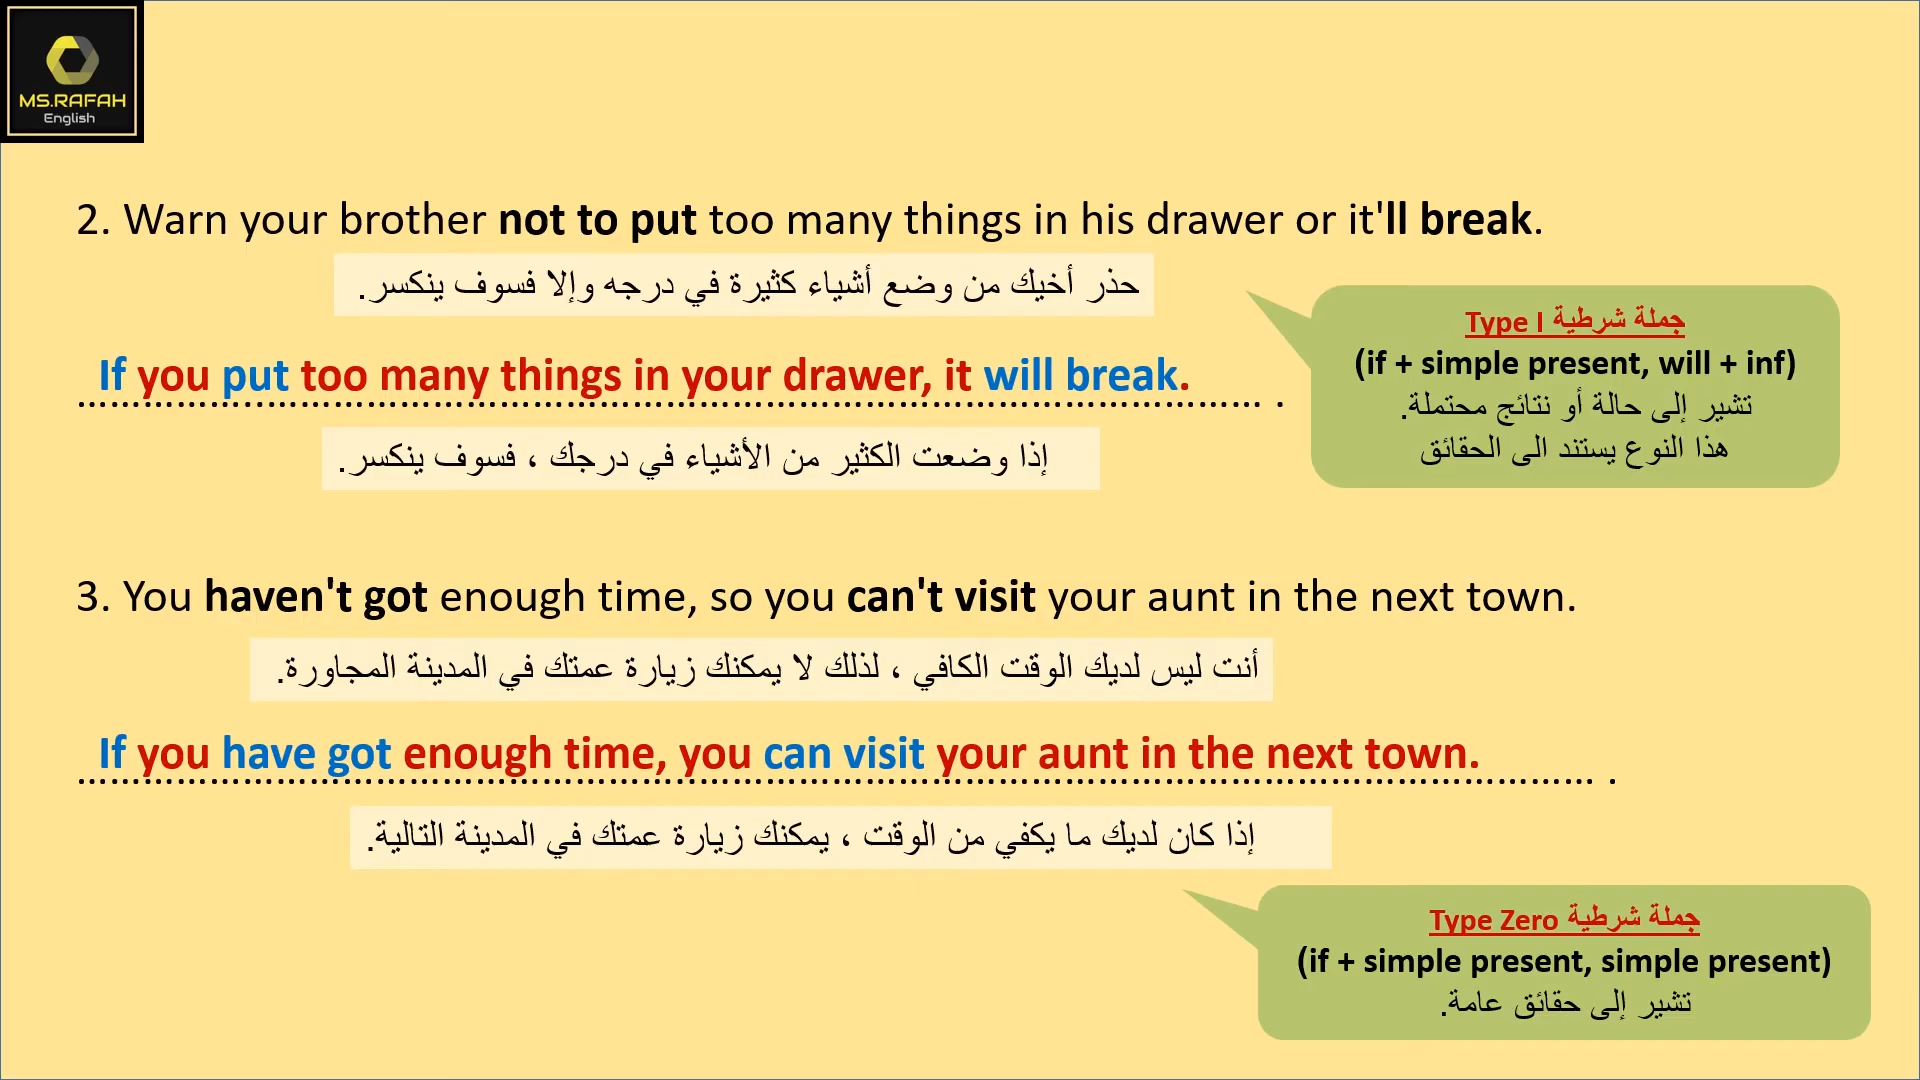 MS.RAFAH
English
2. Warn your brother not to put too many things in his drawer or it'll break.
حذر أخيك من وضع أشياء كثيرة في درجه وإلا فسوف ينكسر.
If you put too many things in your drawer, it will break.
إذا وضعت الكثير من الأشياء في درجك ، فسوف ينكسر.
جملة شرطية Type I
(if + simple present, will + inf)
تشير إلى حالة أو نتائج محتملة.
هذا النوع يستند الى الحقائق
3. You haven't got enough time, so you can't visit your aunt in the next town.
أنت ليس لديك الوقت الكافي ، لذلك لا يمكنك زيارة عمتك في المدينة المجاورة.
If you have got enough time, you can visit your aunt in the next town.
إذا كان لديك ما يكفي من الوقت ، يمكنك زيارة عمتك في المدينة التالية.
جملة شرطية Type Zero
(if + simple present, simple present)
تشير إلى حقائق عامة.